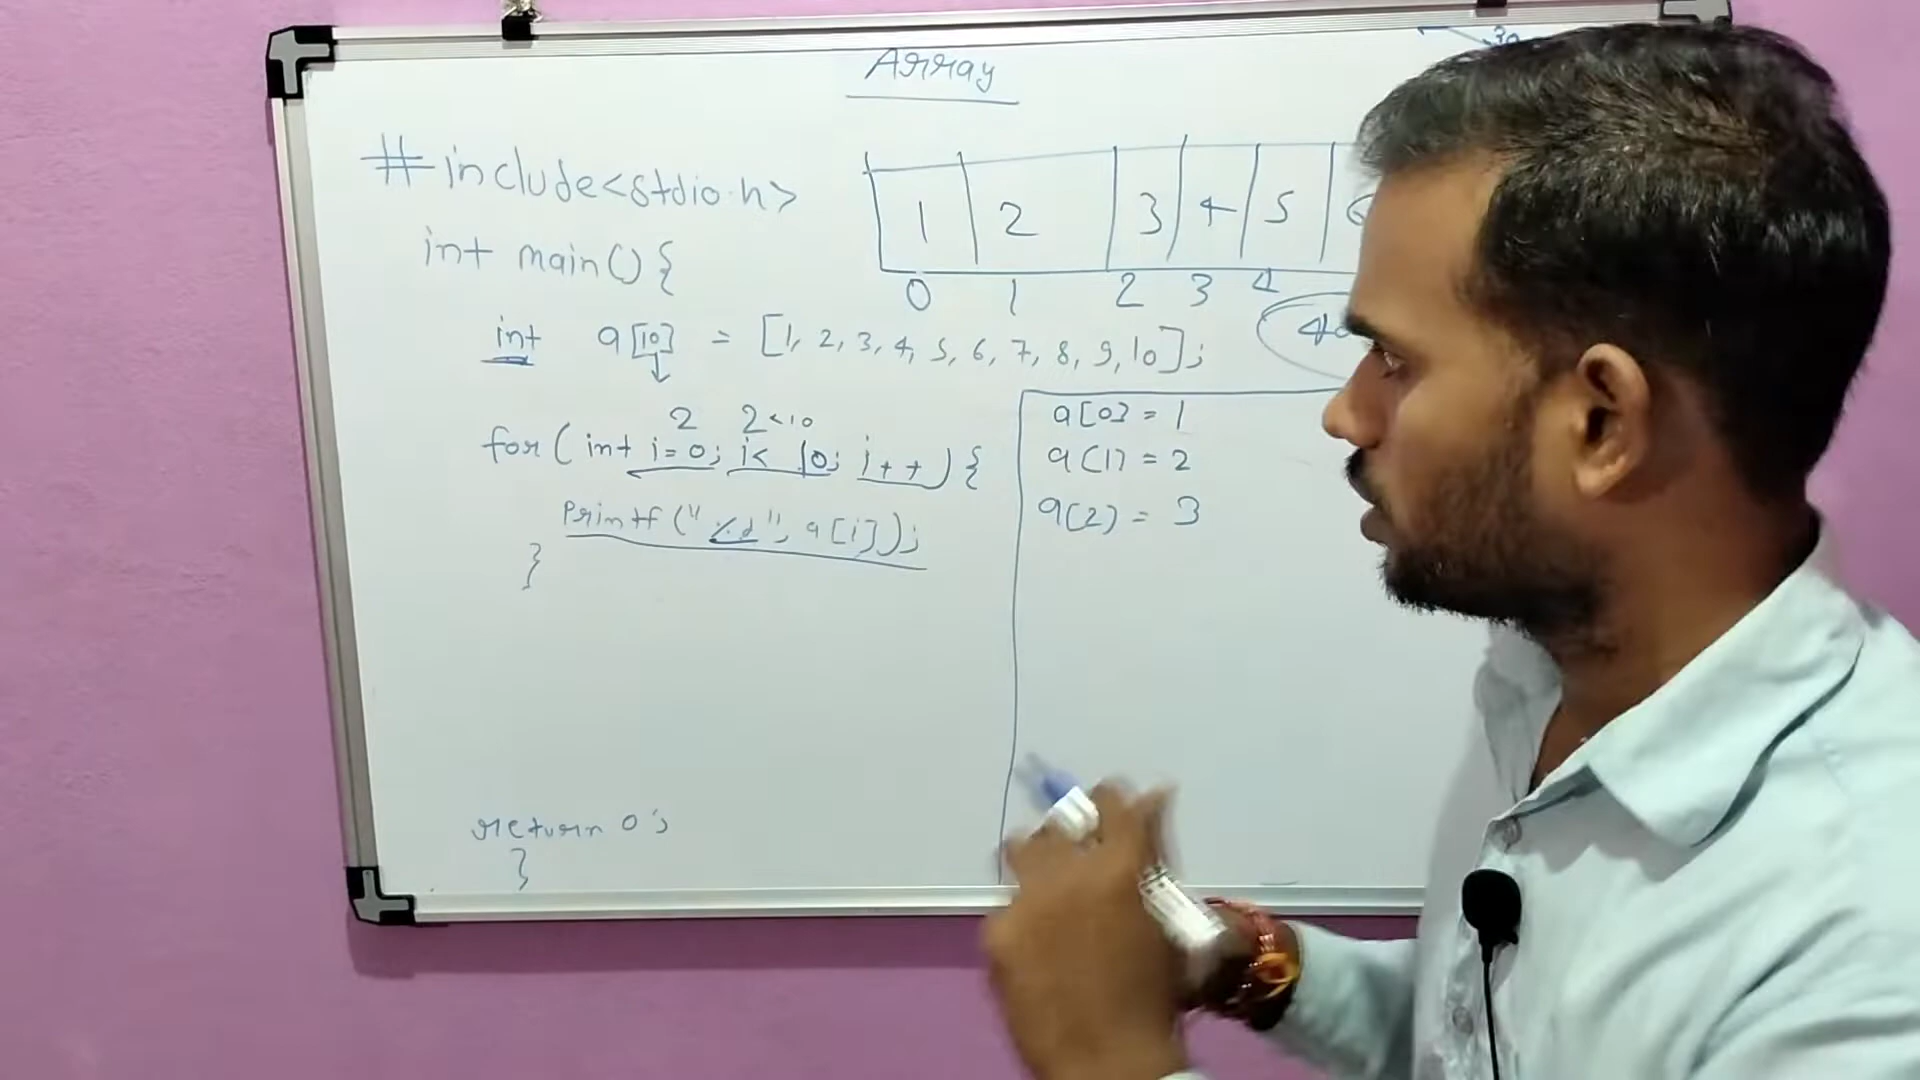 Array
#include<stdio.h>
int main(){
1 2 3 4 5
0 1 2 3 4
int a[10] = [1, 2, 3, 4, 5, 6, 7, 8, 9, 10];
2 2<10
for(int i=0; i< 10; i++){
Printf("%d", a[i]);
}
a[0] = 1
a(1) = 2
a(2) = 3
return 0;
}